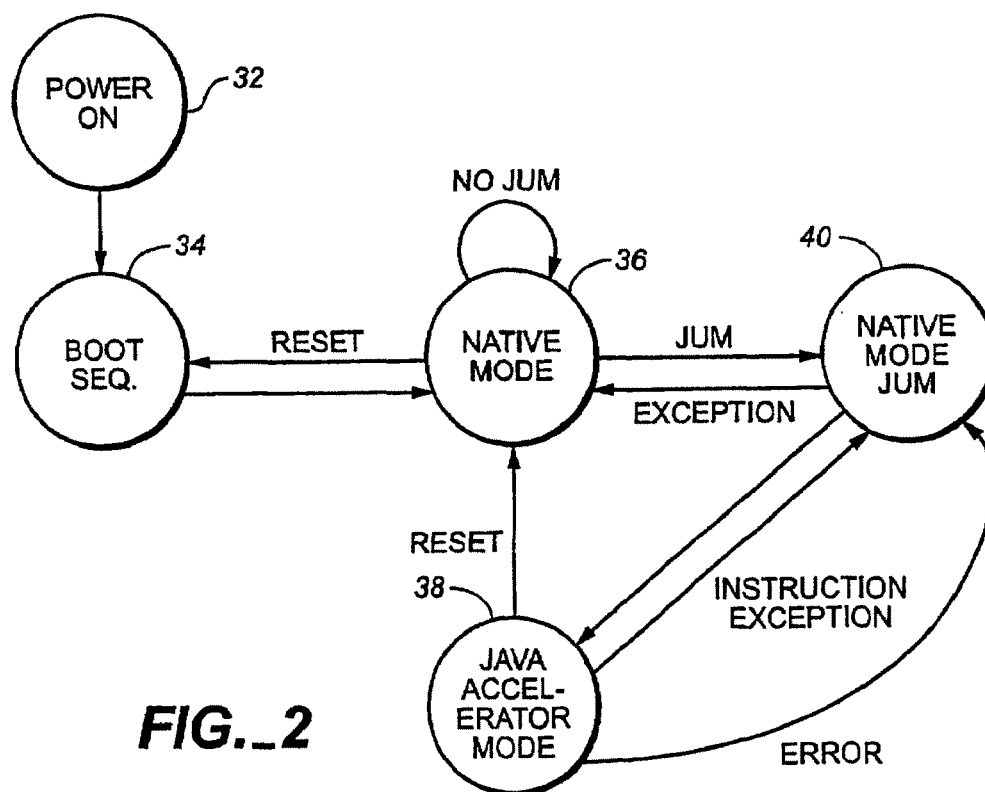 POWER
ON
32
NO JUM
34
36
40
BOOT
SEQ.
RESET
NATIVE
MODE
JUM
EXCEPTION
NATIVE
MODE
JUM
RESET
38
INSTRUCTION
EXCEPTION
JAVA
ACCEL-
ERATOR
MODE
ERROR
FIG._2